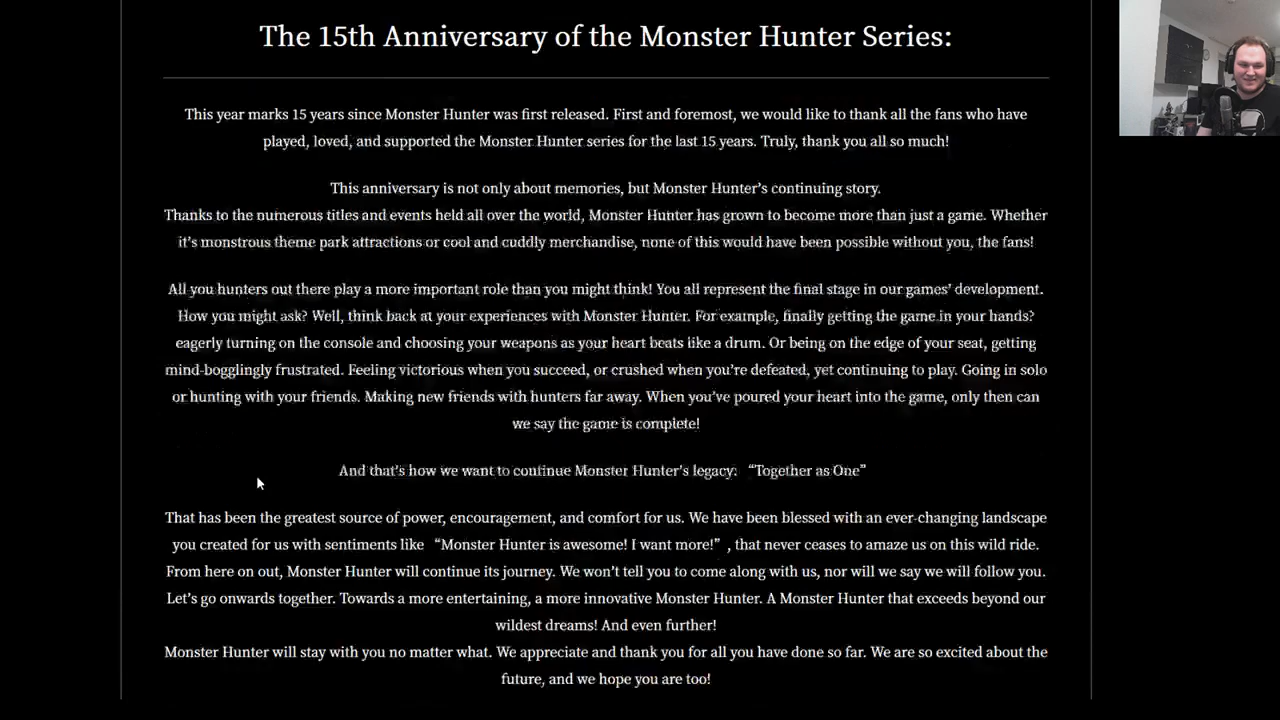 The 15th Anniversary of the Monster Hunter Series:
This year marks 15 years since Monster Hunter was first released. First and foremost, we would like to thank all the fans who have
played, loved, and supported the Monster Hunter series for the last 15 years. Truly, thank you all so much!
This anniversary is not only about memories, but Monster Hunter’s continuing story.
Thanks to the numerous titles and events held all over the world, Monster Hunter has grown to become more than just a game. Whether
it’s monstrous theme park attractions or cool and cuddly merchandise, none of this would have been possible without you, the fans!
All you hunters out there play a more important role than you might think! You all represent the final stage in our games’ development.
How you might ask? Well, think back at your experiences with Monster Hunter. For example, finally getting the game in your hands?
eagerly turning on the console and choosing your weapons as your heart beats like a drum. Or being on the edge of your seat, getting
mind-bogglingly frustrated. Feeling victorious when you succeed, or crushed when you’re defeated, yet continuing to play. Going in solo
or hunting with your friends. Making new friends with hunters far away. When you’ve poured your heart into the game, only then can
we say the game is complete!
And that’s how we want to continue Monster Hunter’s legacy: “Together as One”
That has been the greatest source of power, encouragement, and comfort for us. We have been blessed with an ever-changing landscape
you created for us with sentiments like “Monster Hunter is awesome! I want more!” , that never ceases to amaze us on this wild ride.
From here on out, Monster Hunter will continue its journey. We won’t tell you to come along with us, nor will we say we will follow you.
Let’s go onwards together. Towards a more entertaining, a more innovative Monster Hunter. A Monster Hunter that exceeds beyond our
wildest dreams! And even further!
Monster Hunter will stay with you no matter what. We appreciate and thank you for all you have done so far. We are so excited about the
future, and we hope you are too!